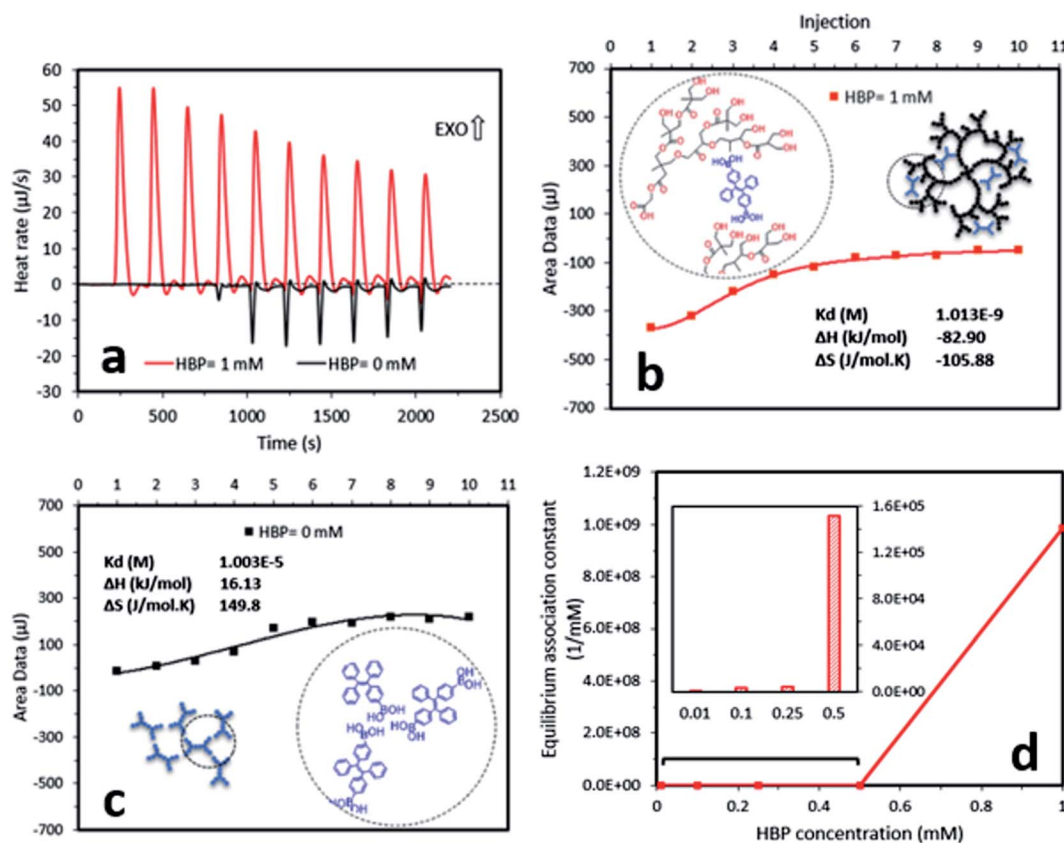 60
50
40
30
20
10
0
-10
-20
-30
Heat rate (µJ/s)
EXO
HBP= 1 mM
HBP= 0 mM
a
0
500
1000
1500
2000
2500
Time (s)
Injection
0 1 2 3 4 5 6 7 8 9 10 11
700
500
300
100
-100
-300
-500
-700
Area Data (µJ)
HBP= 1 mM
Kd (M) 1.013E-9
ΔH (kJ/mol) -82.90
ΔS (J/mol.K) -105.88
b
0 1 2 3 4 5 6 7 8 9 10 11
700
500
300
100
-100
-300
-500
-700
Area Data (µJ)
HBP= 0 mM
Kd (M) 1.003E-5
ΔH (kJ/mol) 16.13
ΔS (J/mol.K) 149.8
c
1.2E+09
1.0E+09
8.0E+08
6.0E+08
4.0E+08
2.0E+08
0.0E+00
Equilibrium association constant
(1/mM)
1.6E+05
1.2E+05
8.0E+04
4.0E+04
0.0E+00
0.01 0.1 0.25 0.5
d
0 0.2 0.4 0.6 0.8 1
HBP concentration (mM)